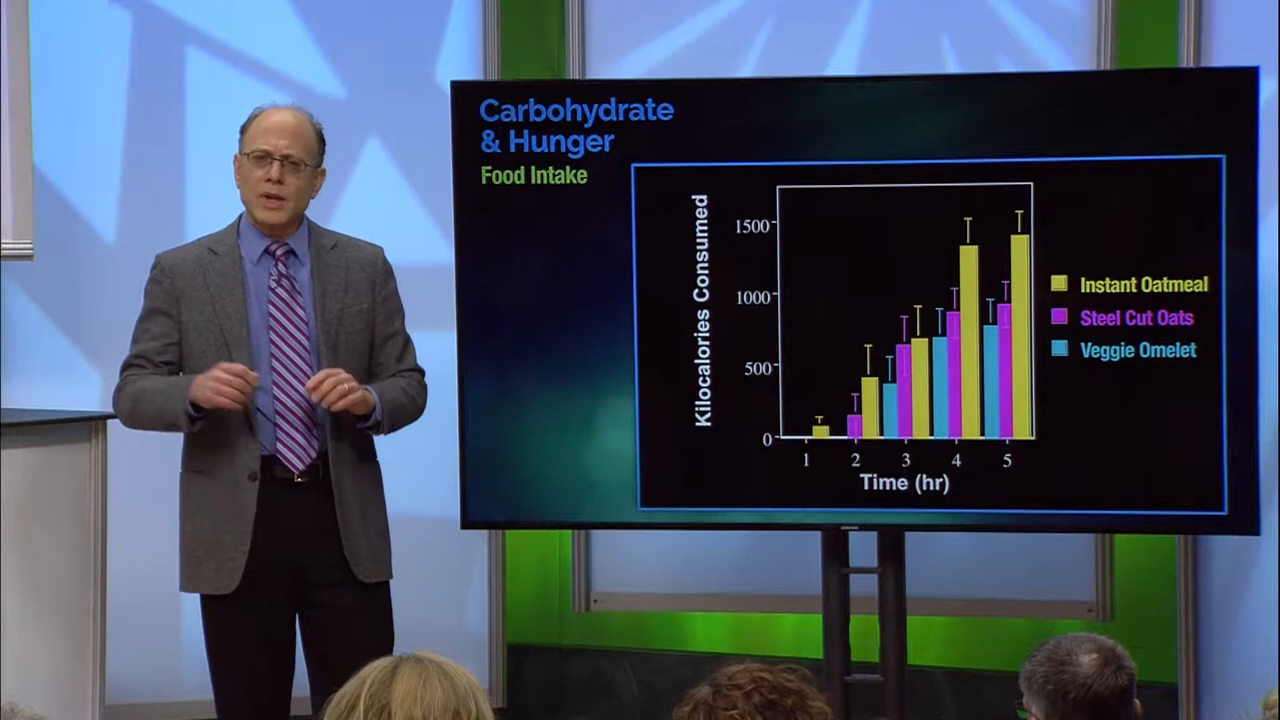 Carbohydrate
& Hunger
Food Intake
Kilocalories Consumed
1500
1000
500
0
1 2 3 4 5
Time (hr)
Instant Oatmeal
Steel Cut Oats
Veggie Omelet